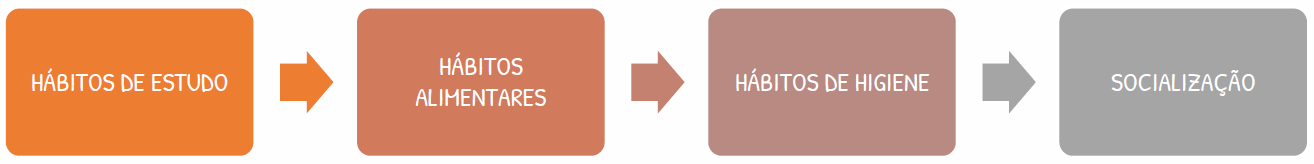 HÁBITOS DE ESTUDO
HÁBITOS
ALIMENTARES
HÁBITOS DE HIGIENE
SOCIALIZAÇÃO